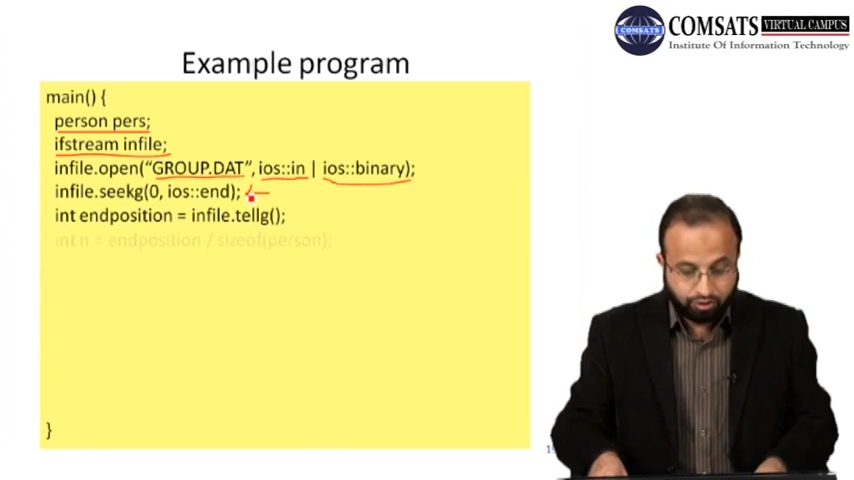 COMSATS VIRTUAL CAMPUS
COMSATS
Institute Of Information Technology
Example program
main() {
person pers;
ifstream infile;
infile.open("GROUP.DAT", ios::in | ios::binary);
infile.seekg(0, ios::end);
int endposition = infile.tellg();
int n = endposition / sizeof(person);
}